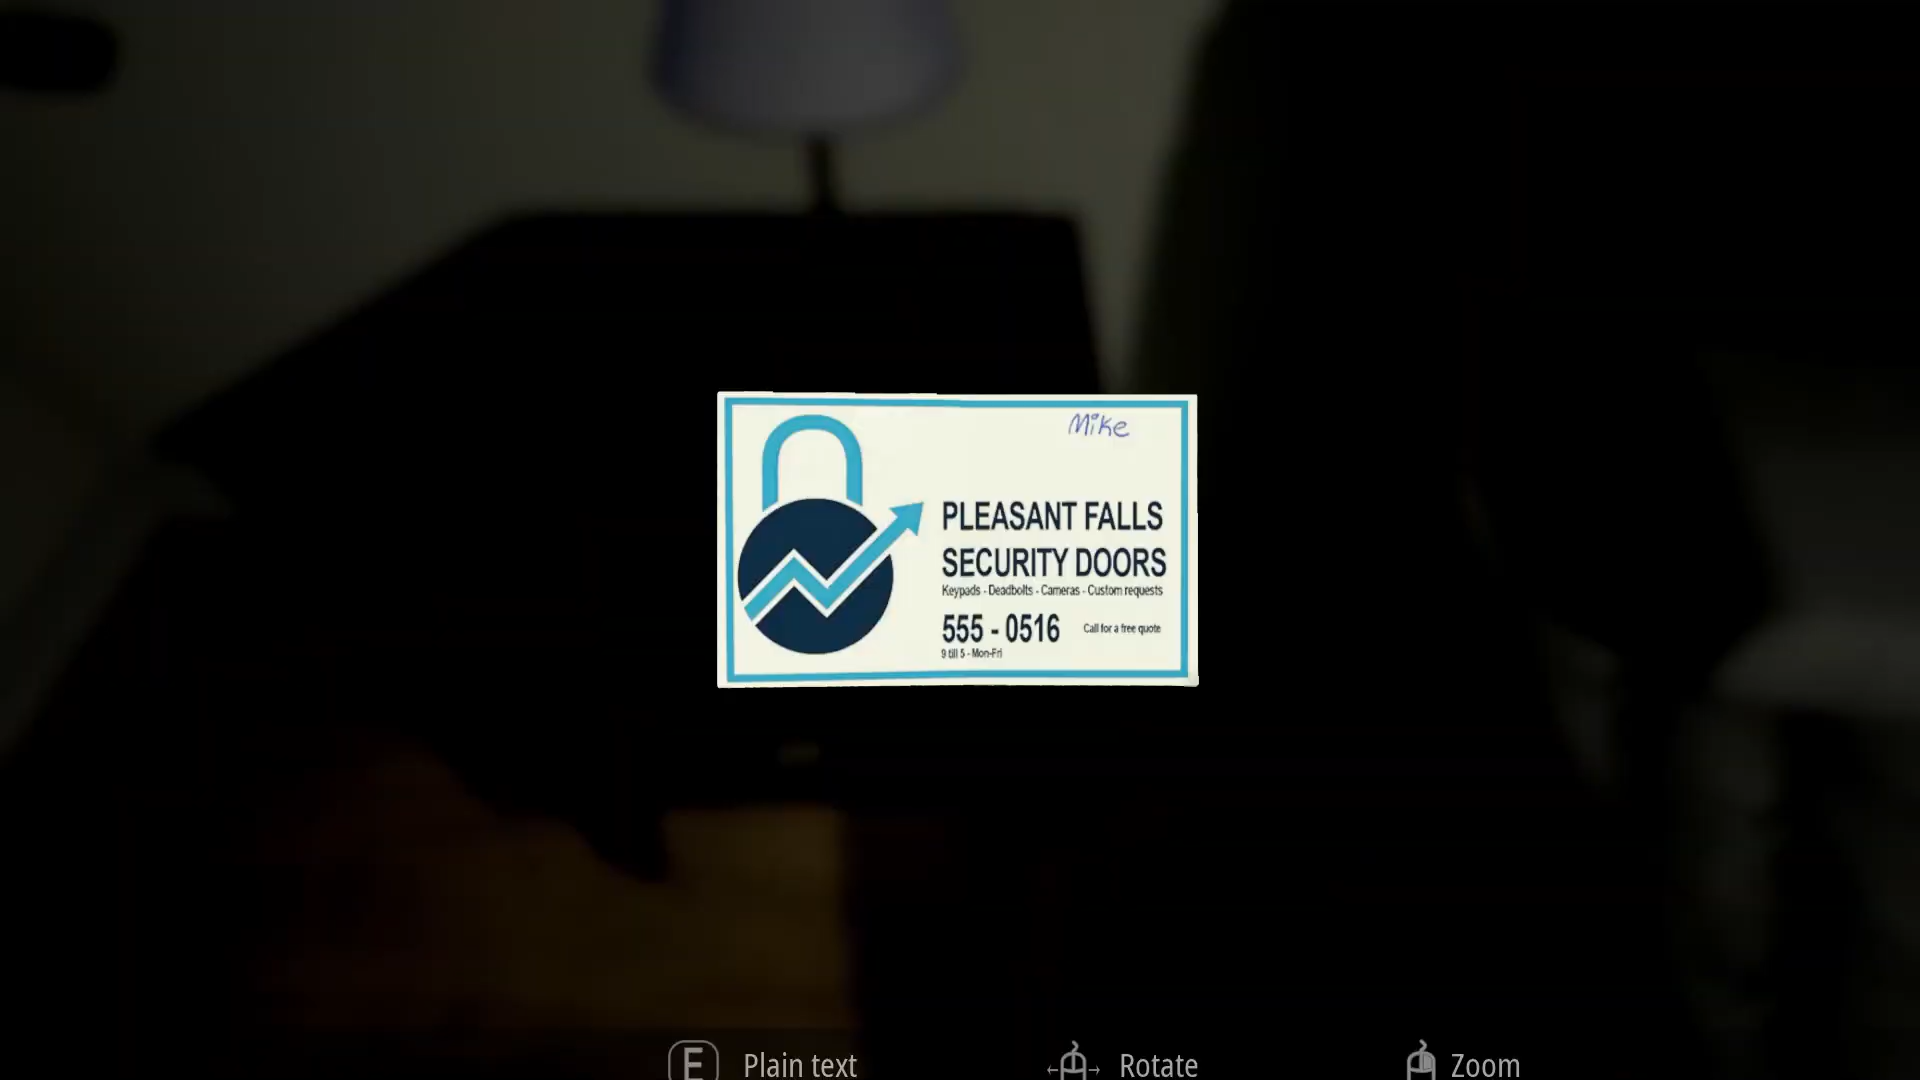 Mike
PLEASANT FALLS
SECURITY DOORS
Keypads - Deadbolts - Cameras - Custom requests
555 - 0516 Call for a free quote
9 till 5 - Mon-Fri
E Plain text Rotate Zoom